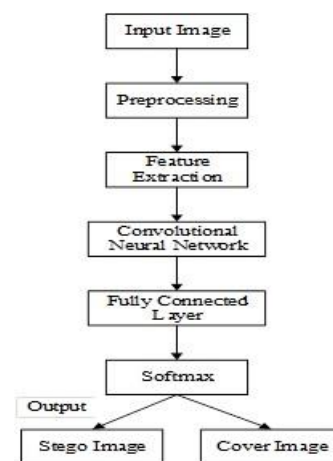 Input Image
Preprocessing
Feature
Extraction
Convolutional
Neural Network
Fully Connected
Layer
Softmax
Output
Stego Image
Cover Image